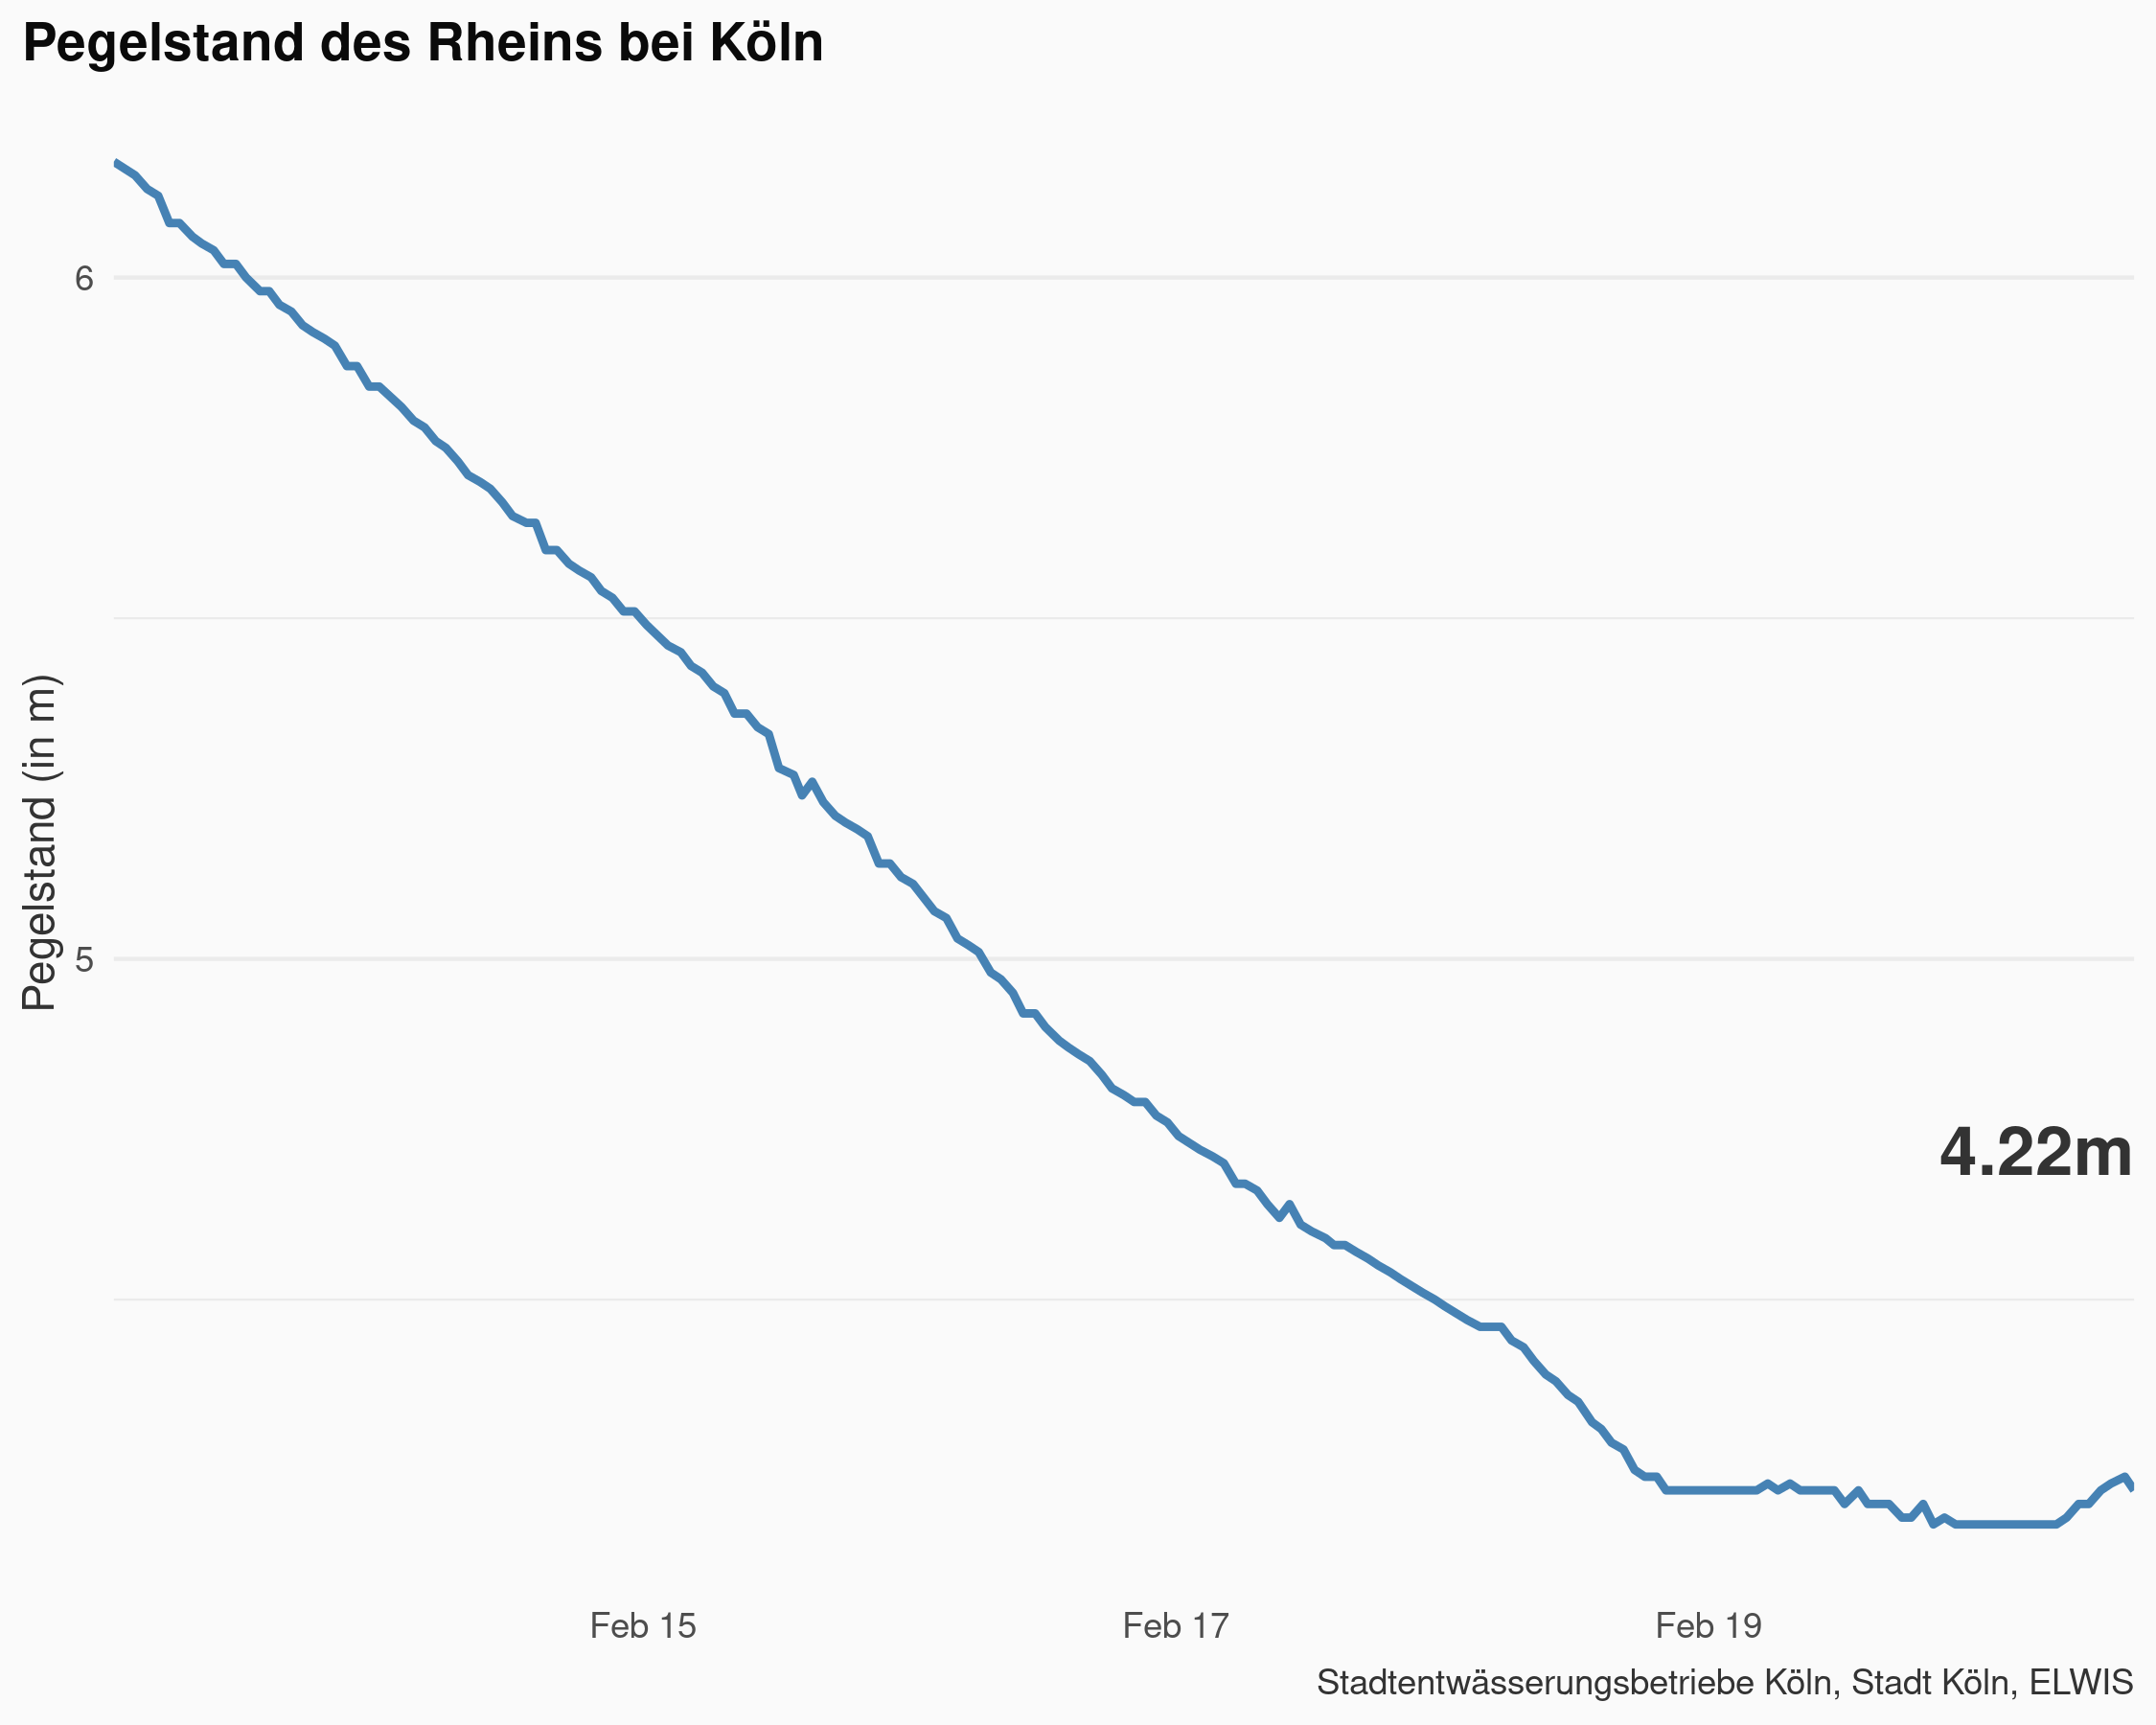 Pegelstand des Rheins bei Köln
Pegelstand (in m)
6
5
4.22m
Feb 15
Feb 17
Feb 19
Stadtentwässerungsbetriebe Köln, Stadt Köln, ELWIS